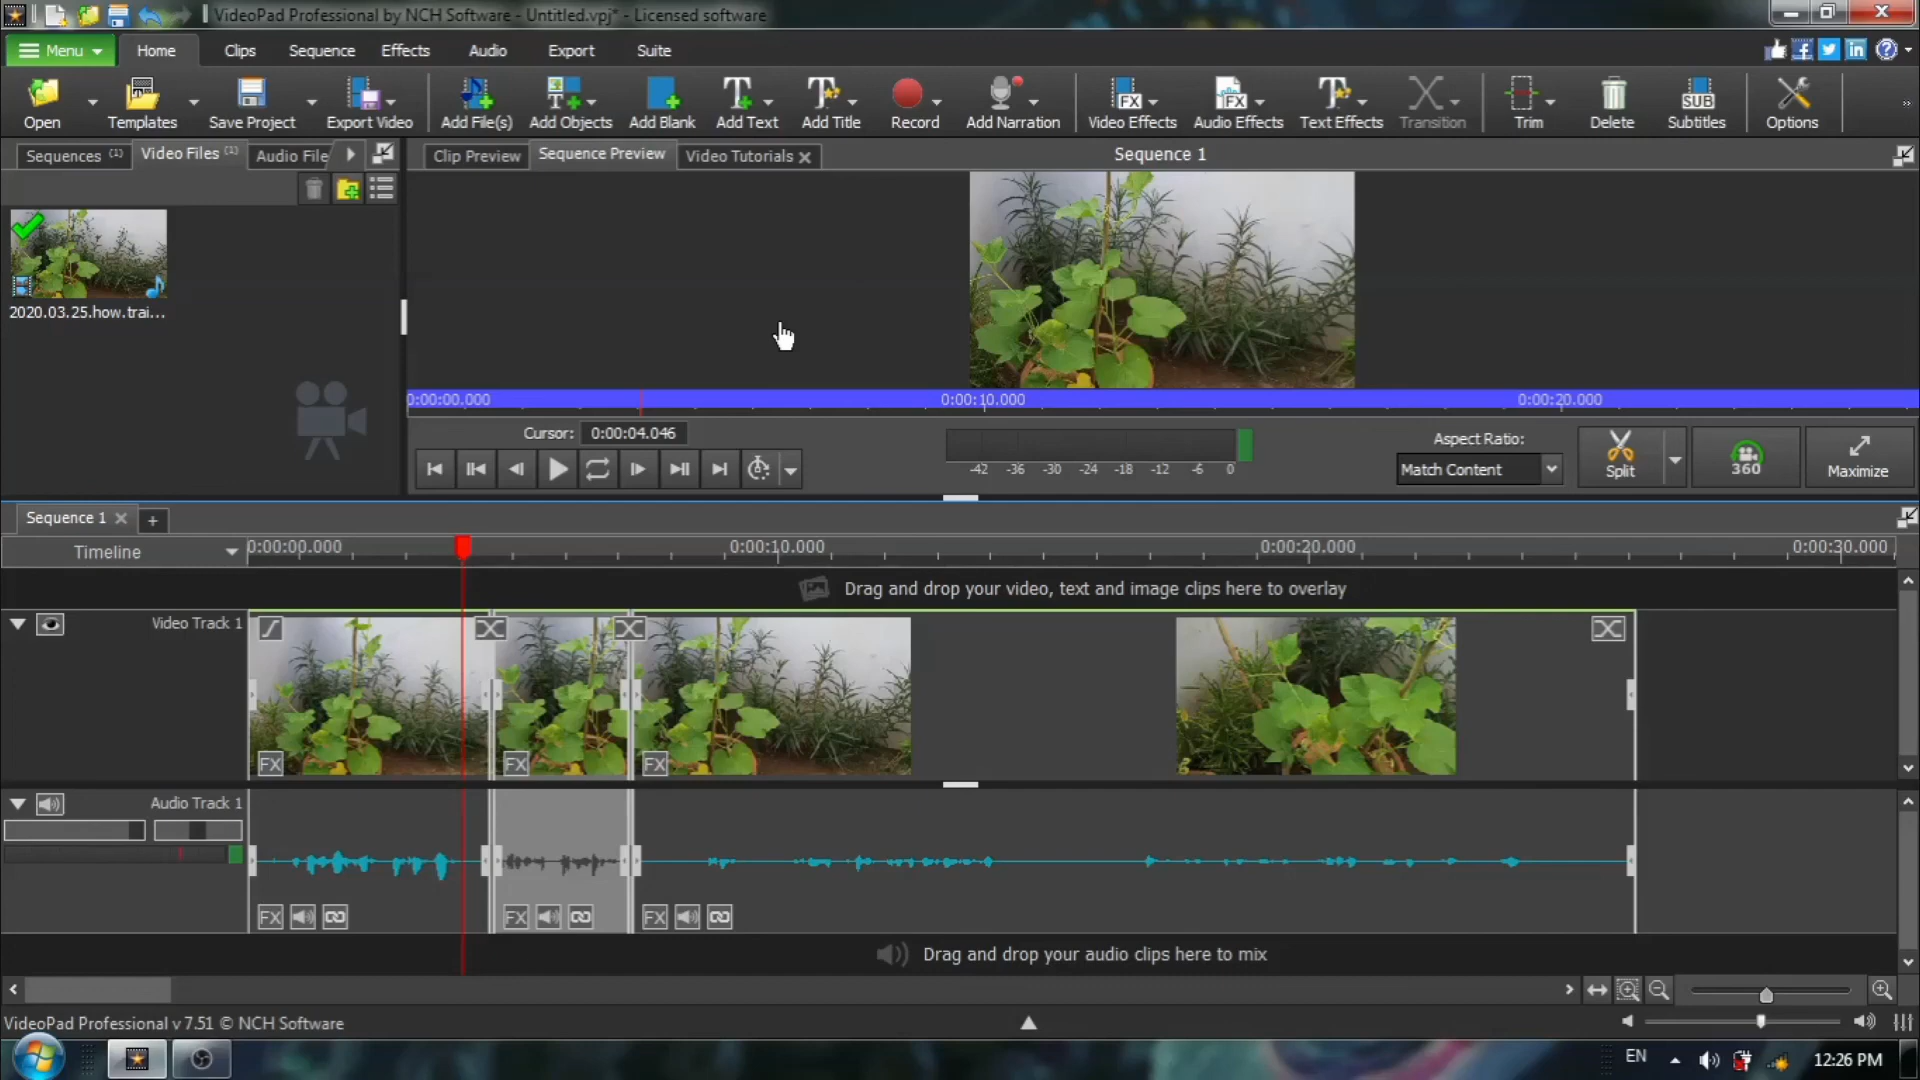 VideoPad Professional by NCH Software - Untitled.vpj* - Licensed software
Menu Home Clips Sequence Effects Audio Export Suite
Open Templates Save Project Export Video Add File(s) Add Objects Add Blank Add Text Add Title Record Add Narration Video Effects Audio Effects Text Effects Transition Trim Delete Subtitles Options
Sequences (1) Video Files (1) Audio File Clip Preview Sequence Preview Video Tutorials Sequence 1
2020.03.25.how.trai...
0:00:00.000 0:00:10.000 0:00:20.000
Cursor: 0:00:04.046
-42 -36 -30 -24 -18 -12 -6 0
Aspect Ratio:
Match Content
Split 360 Maximize
Sequence 1
Timeline 0:00:00.000 0:00:10.000 0:00:20.000 0:00:30.000
Drag and drop your video, text and image clips here to overlay
Video Track 1
FX FX FX
Audio Track 1
FX FX FX
Drag and drop your audio clips here to mix
VideoPad Professional v 7.51 © NCH Software
EN 12:26 PM